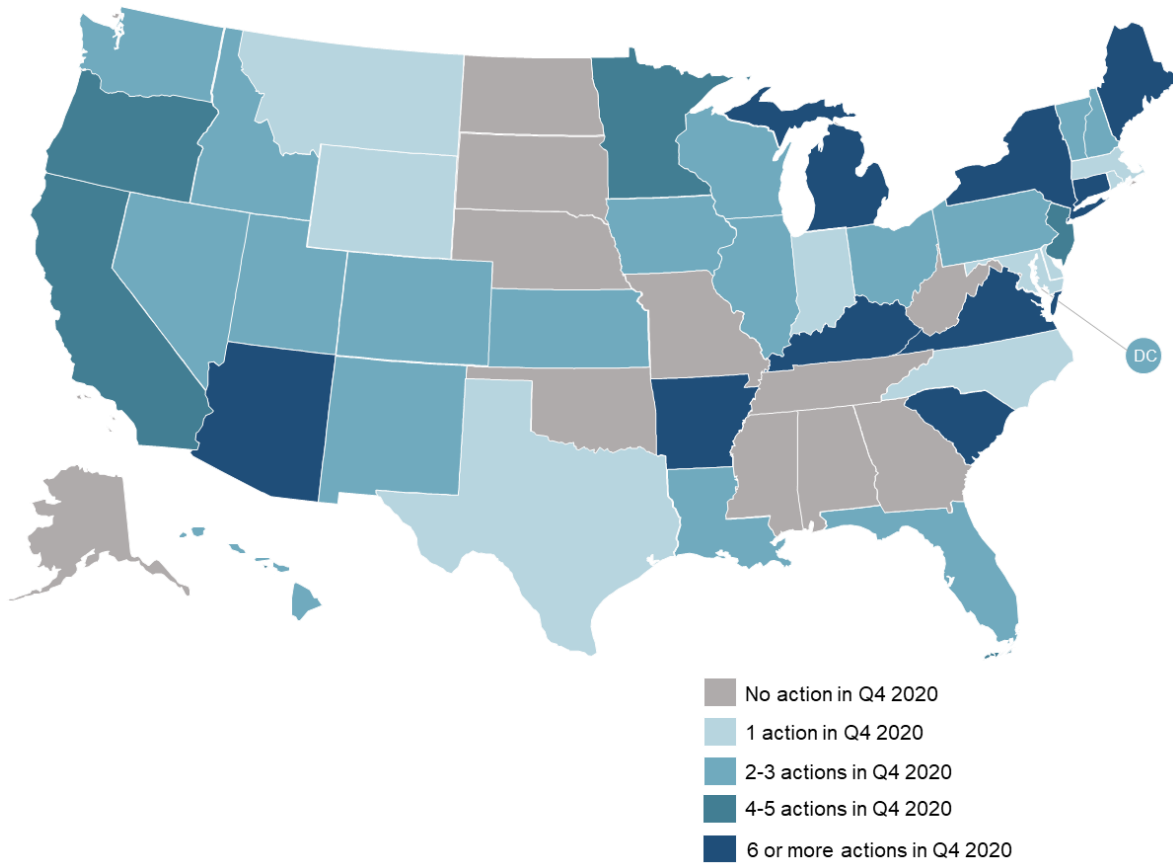 DC
No action in Q4 2020
1 action in Q4 2020
2-3 actions in Q4 2020
4-5 actions in Q4 2020
6 or more actions in Q4 2020